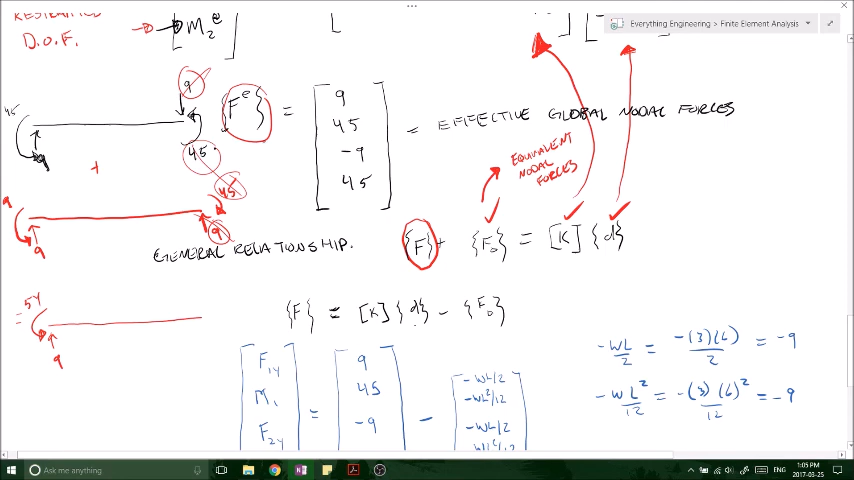 RESTRAINED
D.O.F.
[M₂ᵉ]
Everything Engineering > Finite Element Analysis
9
45
9
45
45
9
+
9
9
{Fᵉ} = [9
45
-9
45] = EFFECTIVE GLOBAL NODAL FORCES
EQUIVALENT
NODAL
FORCES
GENERAL RELATIONSHIP.
{F} + {F₀} = [K]{d}
{F} = [K]{d} - {F₀}
= 54
9
F₁y
M₁
F₂y
=
9
45
-9
-
-WL/2
-WL²/12
-WL/2
WL²/12
-WL/2 = -(3)(6)/2 = -9
-WL²/12 = -(3)(6)²/12 = -9
Ask me anything
1:05 PM
2017-03-25